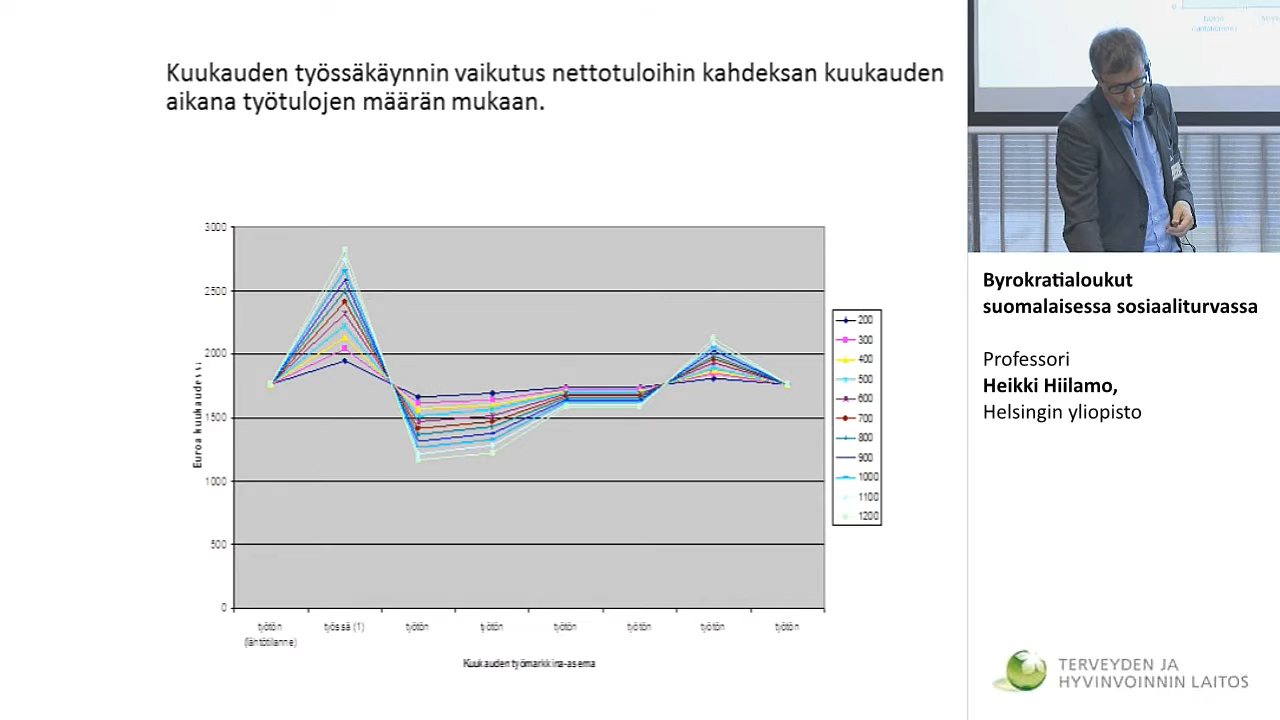 Kuukauden työssäkäynnin vaikutus nettotuloihin kahdeksan kuukauden
aikana työtulojen määrän mukaan.
3000
2500
2000
1500
1000
500
0
Euroa kuukaudessa
työtön
(lähtötilanne)
työssä (1)
työtön
työtön
työtön
työtön
työtön
työtön
Kuukauden työmarkkina-asema
200
300
400
500
600
700
800
900
1000
1100
1200
Byrokratialoukut
suomalaisessa sosiaaliturvassa
Professori
Heikki Hiilamo,
Helsingin yliopisto
TERVEYDEN JA
HYVINVOINNIN LAITOS